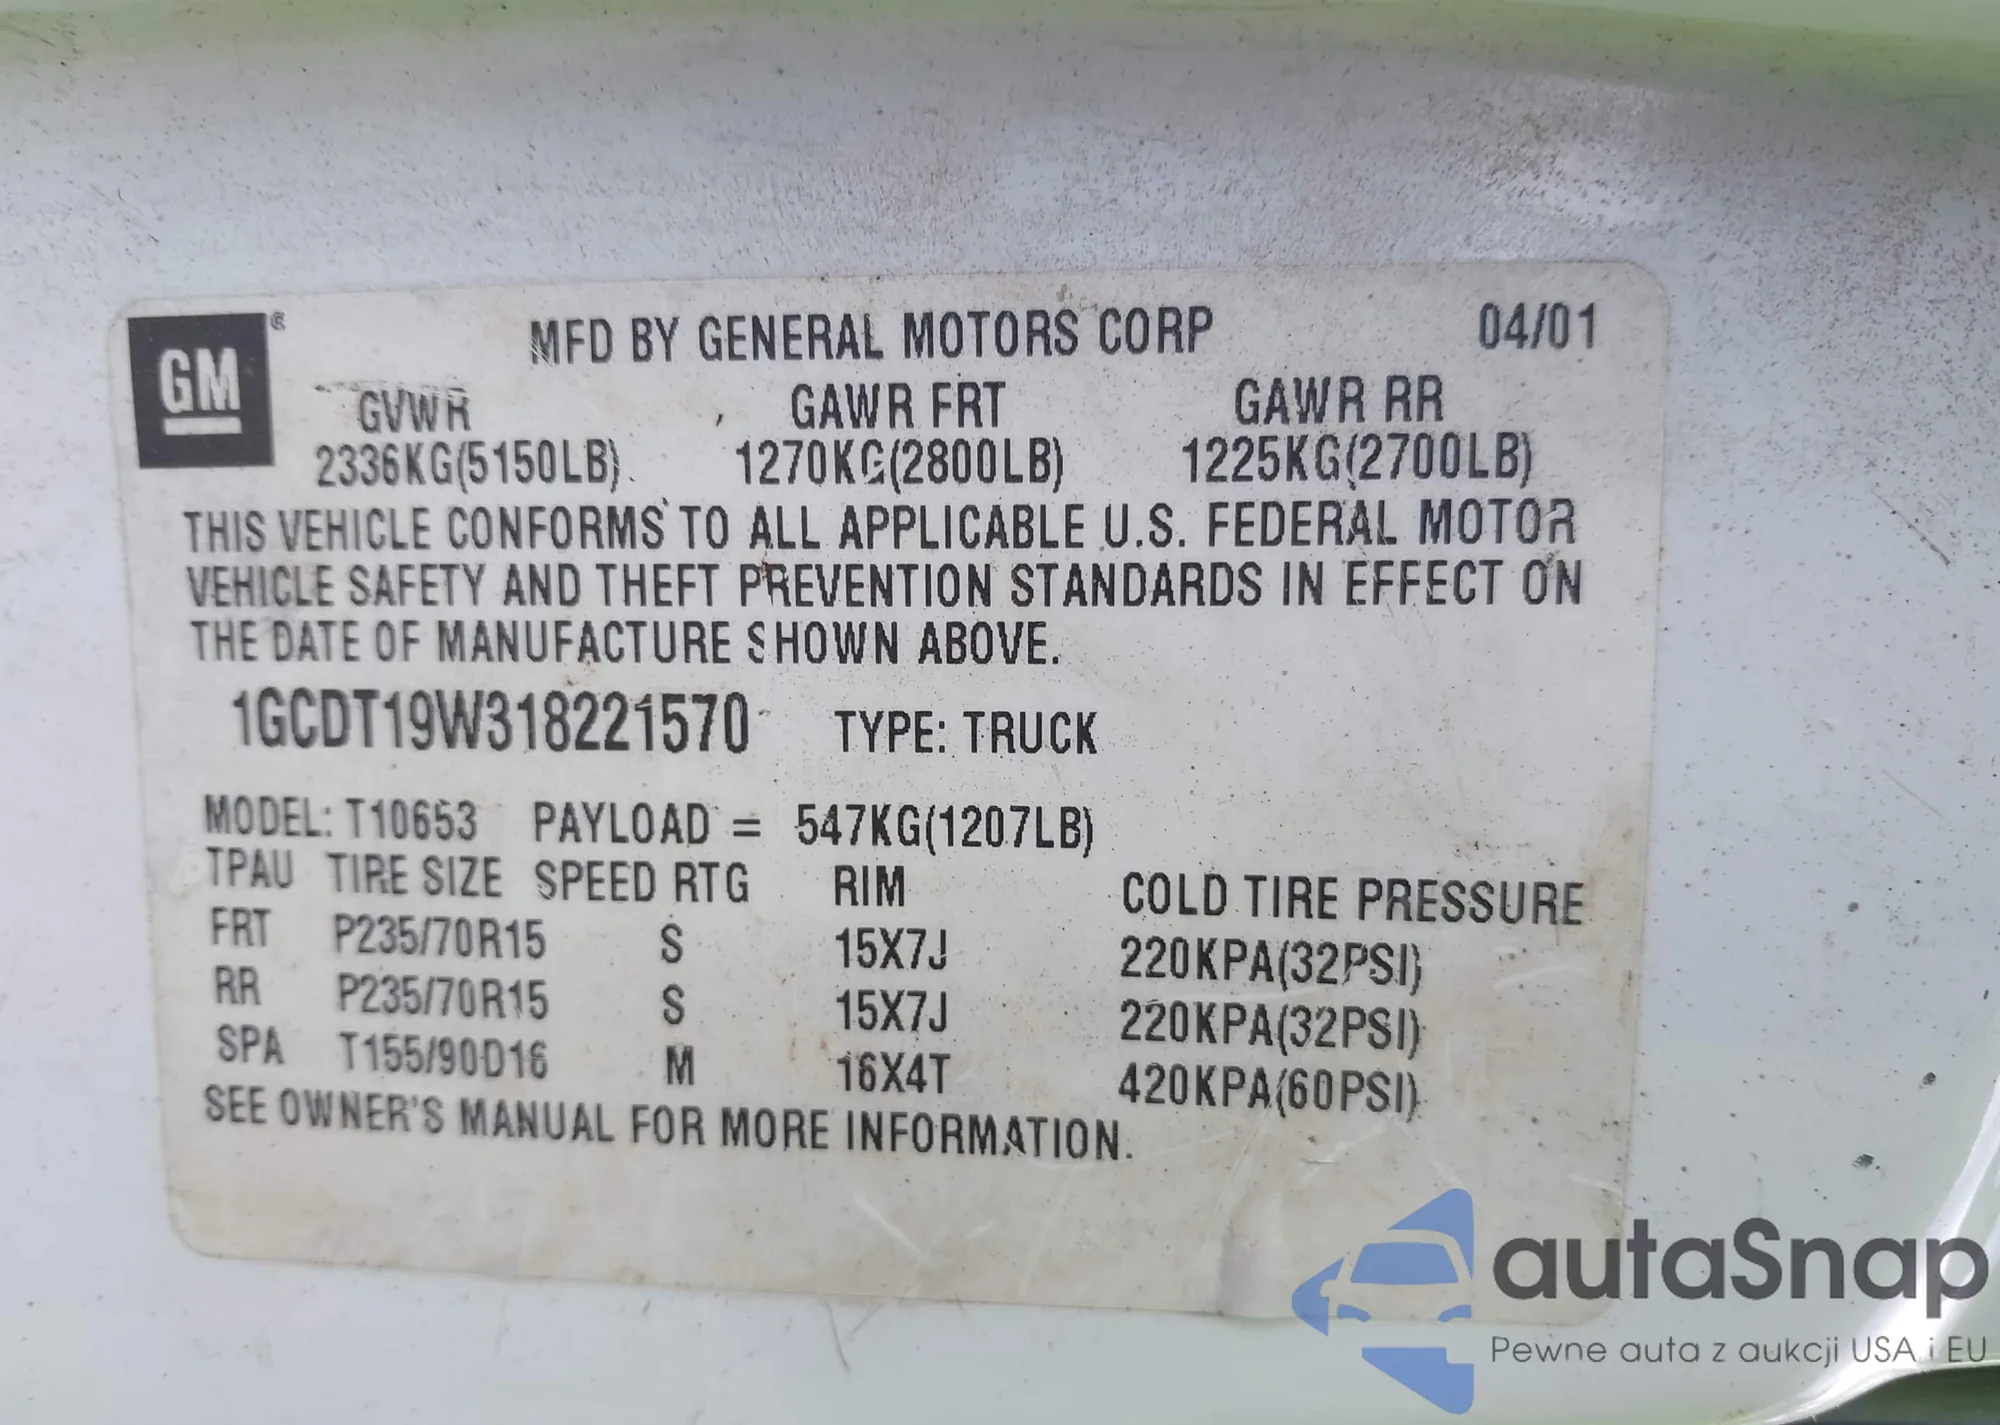 GM ® MFD BY GENERAL MOTORS CORP 04/01
GVWR GAWR FRT GAWR RR
2336KG(5150LB) 1270KG(2800LB) 1225KG(2700LB)
THIS VEHICLE CONFORMS TO ALL APPLICABLE U.S. FEDERAL MOTOR
VEHICLE SAFETY AND THEFT PREVENTION STANDARDS IN EFFECT ON
THE DATE OF MANUFACTURE SHOWN ABOVE.
1GCDT19W318221570 TYPE: TRUCK
MODEL: T10653 PAYLOAD = 547KG(1207LB)
TPAU TIRE SIZE SPEED RTG RIM COLD TIRE PRESSURE
FRT P235/70R15 S 15X7J 220KPA(32PSI)
RR P235/70R15 S 15X7J 220KPA(32PSI)
SPA T155/90D16 M 16X4T 420KPA(60PSI)
SEE OWNER'S MANUAL FOR MORE INFORMATION.
autaSnap
Pewne auta z aukcji USA i EU